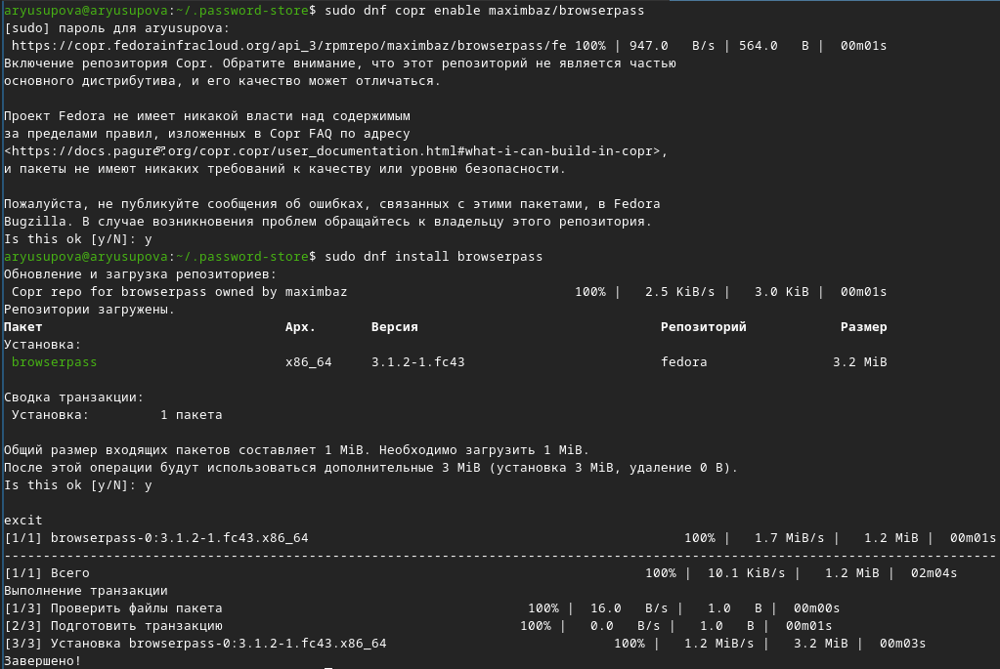 aryusupova@aryusupova:~/.password-store$ sudo dnf copr enable maximbaz/browserpass
[sudo] пароль для aryusupova:
https://copr.fedorainfracloud.org/api_3/rpmrepo/maximbaz/browserpass/fe 100% | 947.0   B/s | 564.0   B |  00m01s
Включение репозитория Copr. Обратите внимание, что этот репозиторий не является частью
основного дистрибутива, и его качество может отличаться.
Проект Fedora не имеет никакой власти над содержимым
за пределами правил, изложенных в Copr FAQ по адресу
<https://docs.pagure.org/copr.copr/user_documentation.html#what-i-can-build-in-copr>,
и пакеты не имеют никаких требований к качеству или уровню безопасности.
Пожалуйста, не публикуйте сообщения об ошибках, связанных с этими пакетами, в Fedora
Bugzilla. В случае возникновения проблем обращайтесь к владельцу этого репозитория.
Is this ok [y/N]: y
aryusupova@aryusupova:~/.password-store$ sudo dnf install browserpass
Обновление и загрузка репозиториев:
Copr repo for browserpass owned by maximbaz 100% |   2.5 KiB/s |   3.0 KiB |  00m01s
Репозитории загружены.
Пакет Арх. Версия Репозиторий Размер
Установка:
browserpass x86_64 3.1.2-1.fc43 fedora 3.2 MiB
Сводка транзакции:
Установка: 1 пакета
Общий размер входящих пакетов составляет 1 MiB. Необходимо загрузить 1 MiB.
После этой операции будут использоваться дополнительные 3 MiB (установка 3 MiB, удаление 0 B).
Is this ok [y/N]: y
excit
[1/1] browserpass-0:3.1.2-1.fc43.x86_64 100% |   1.7 MiB/s |   1.2 MiB |  00m01s
--------------------------------------------------------------------------------------------------------------------------------
[1/1] Всего 100% |  10.1 KiB/s |   1.2 MiB |  02m04s
Выполнение транзакции
[1/3] Проверить файлы пакета 100% |  16.0   B/s |   1.0   B |  00m00s
[2/3] Подготовить транзакцию 100% |   0.0   B/s |   1.0   B |  00m01s
[3/3] Установка browserpass-0:3.1.2-1.fc43.x86_64 100% |   1.2 MiB/s |   3.2 MiB |  00m03s
Завершено!